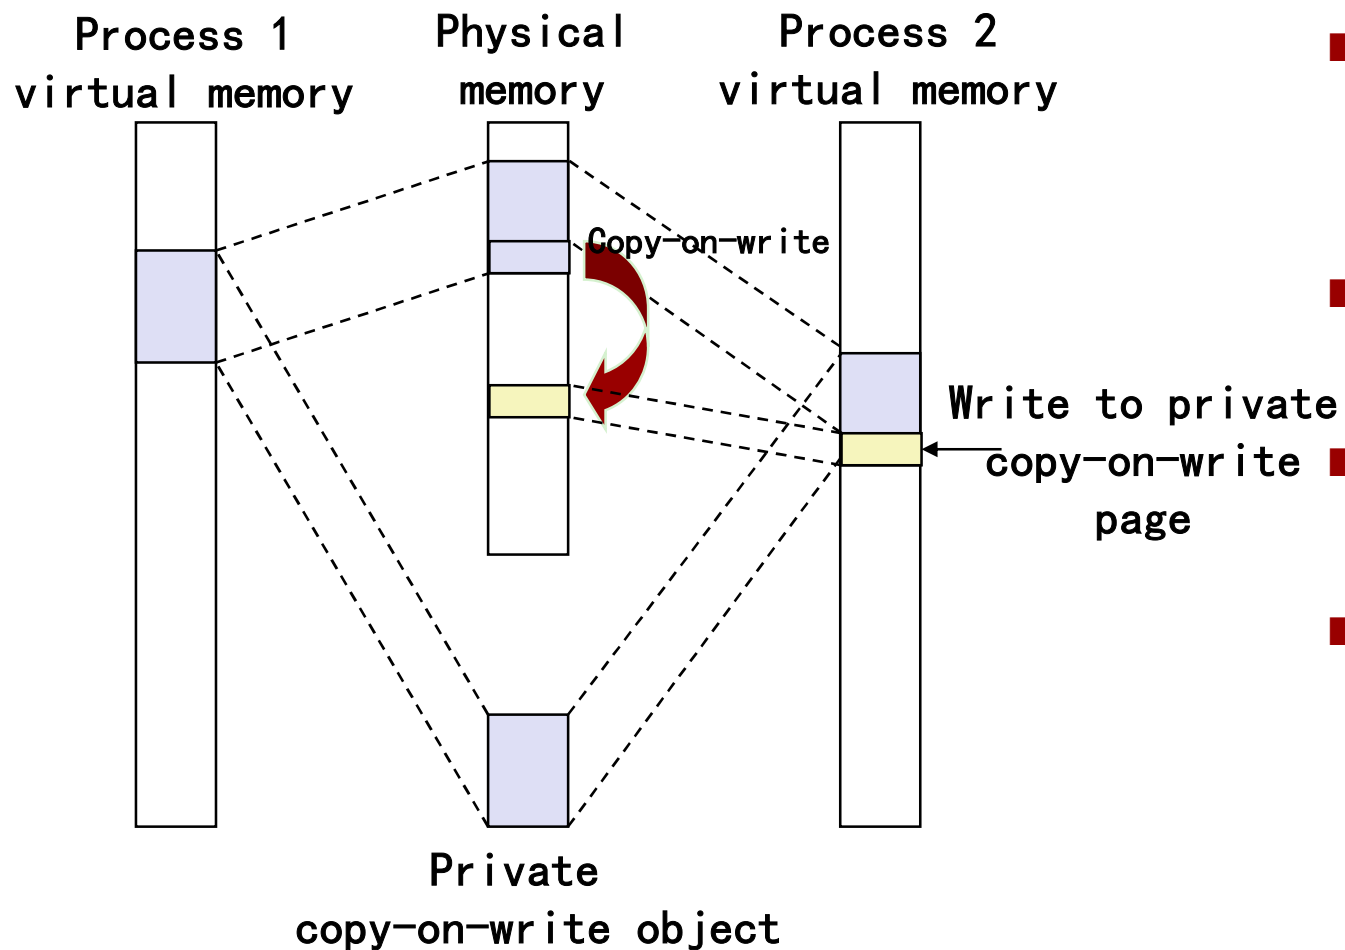 Process 1
virtual memory
Physical
memory
Process 2
virtual memory
Copy-on-write
Write to private
copy-on-write
page
Private
copy-on-write object